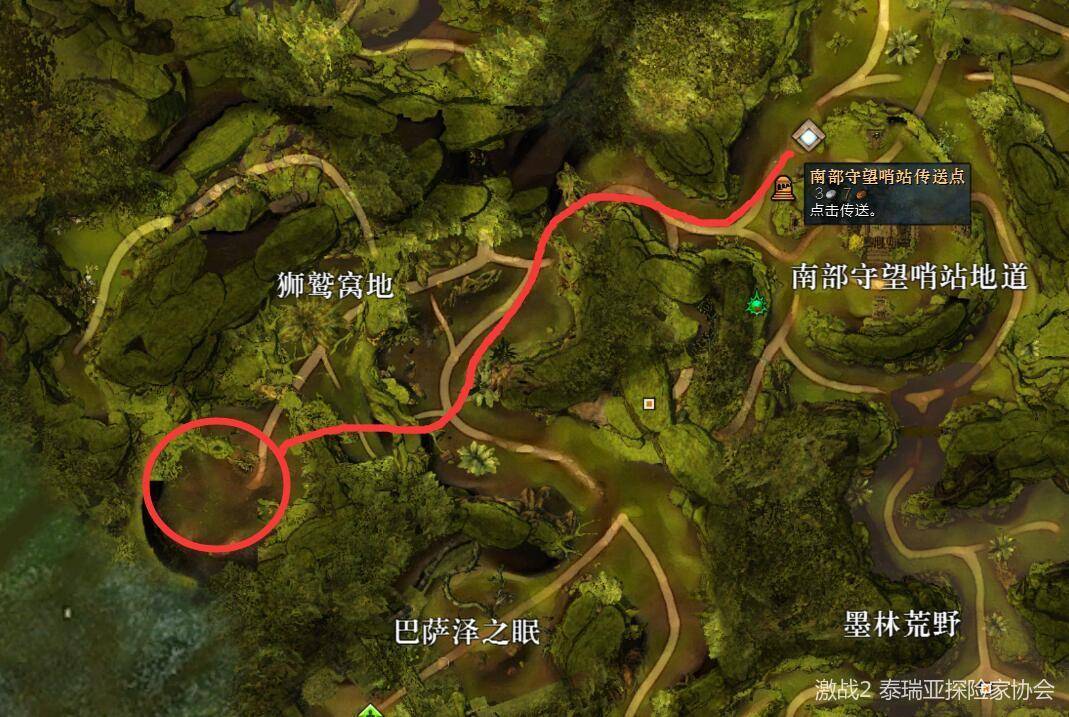 南部守望哨站传送点
3 7
点击传送。
南部守望哨站地道
狮鹫窝地
巴萨泽之眠
墨林荒野
激战2 泰瑞亚探险家协会